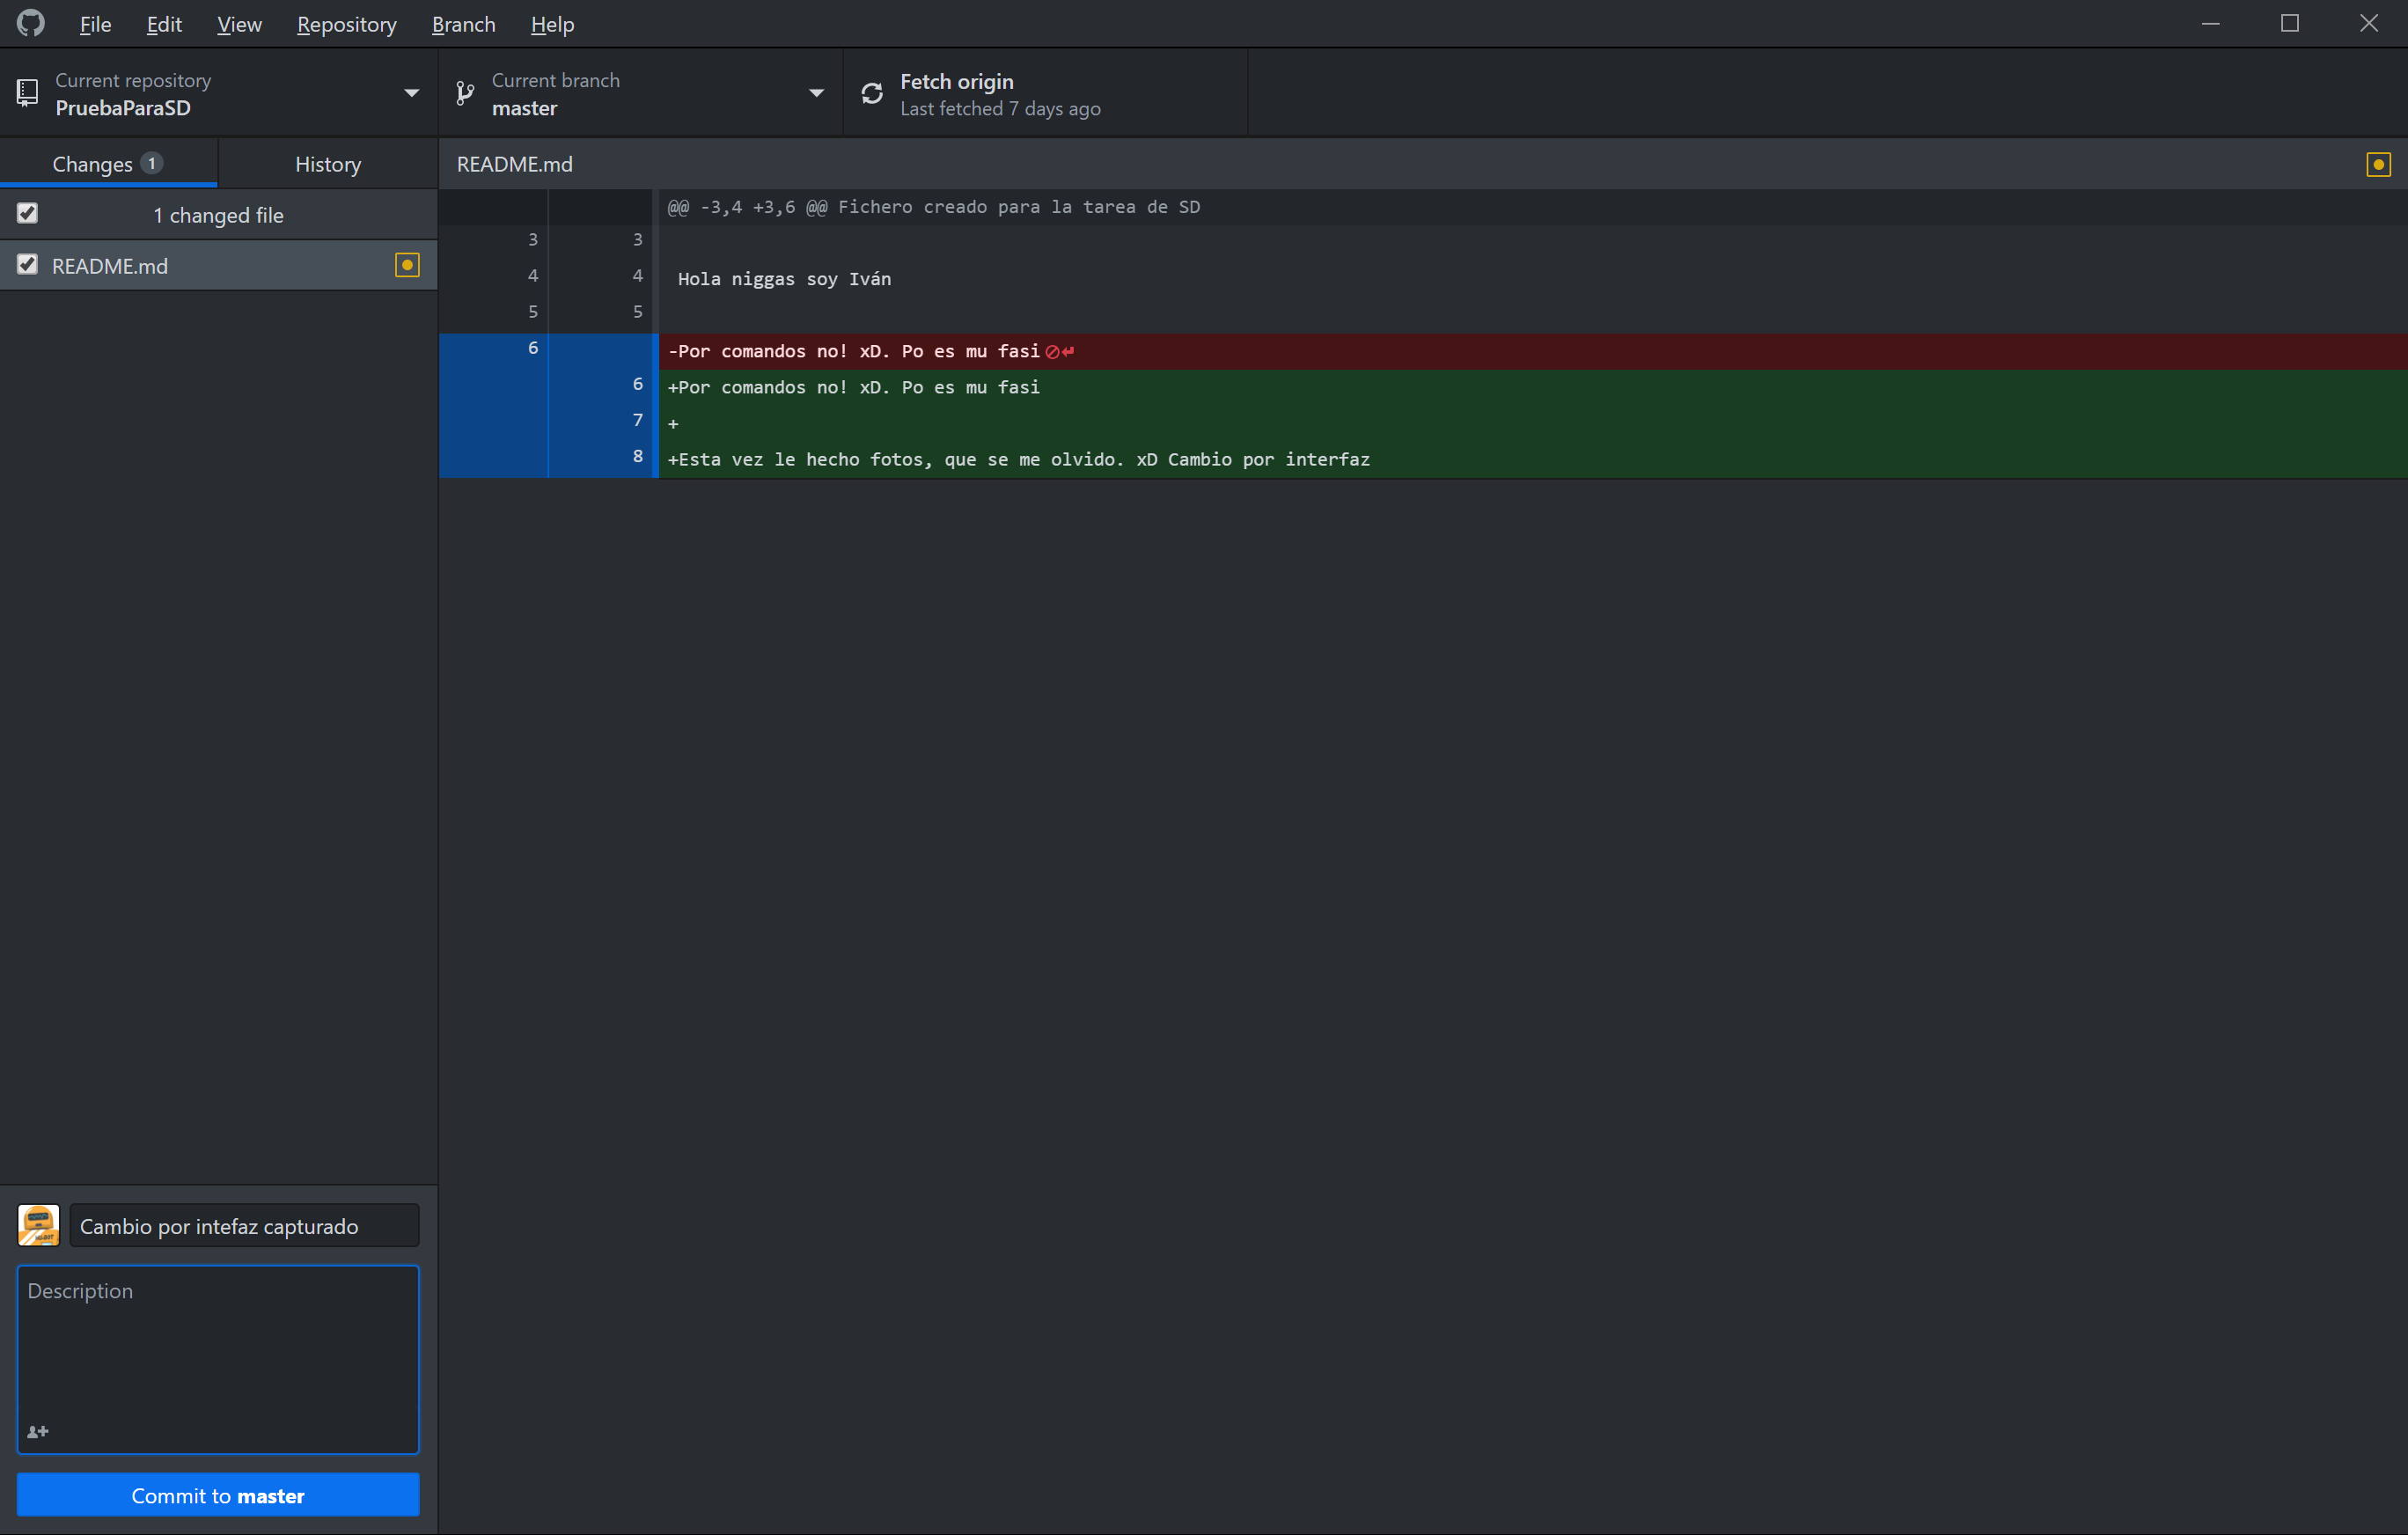 File Edit View Repository Branch Help
Current repository
PruebaParaSD
Current branch
master
Fetch origin
Last fetched 7 days ago
Changes 1
History
README.md
1 changed file
README.md
@@ -3,4 +3,6 @@ Fichero creado para la tarea de SD
3 3
4 4 Hola niggas soy Iván
5 5
6 -Por comandos no! xD. Po es mu fasi
6 +Por comandos no! xD. Po es mu fasi
7 +
8 +Esta vez le hecho fotos, que se me olvido. xD Cambio por interfaz
Cambio por intefaz capturado
Description
Commit to master